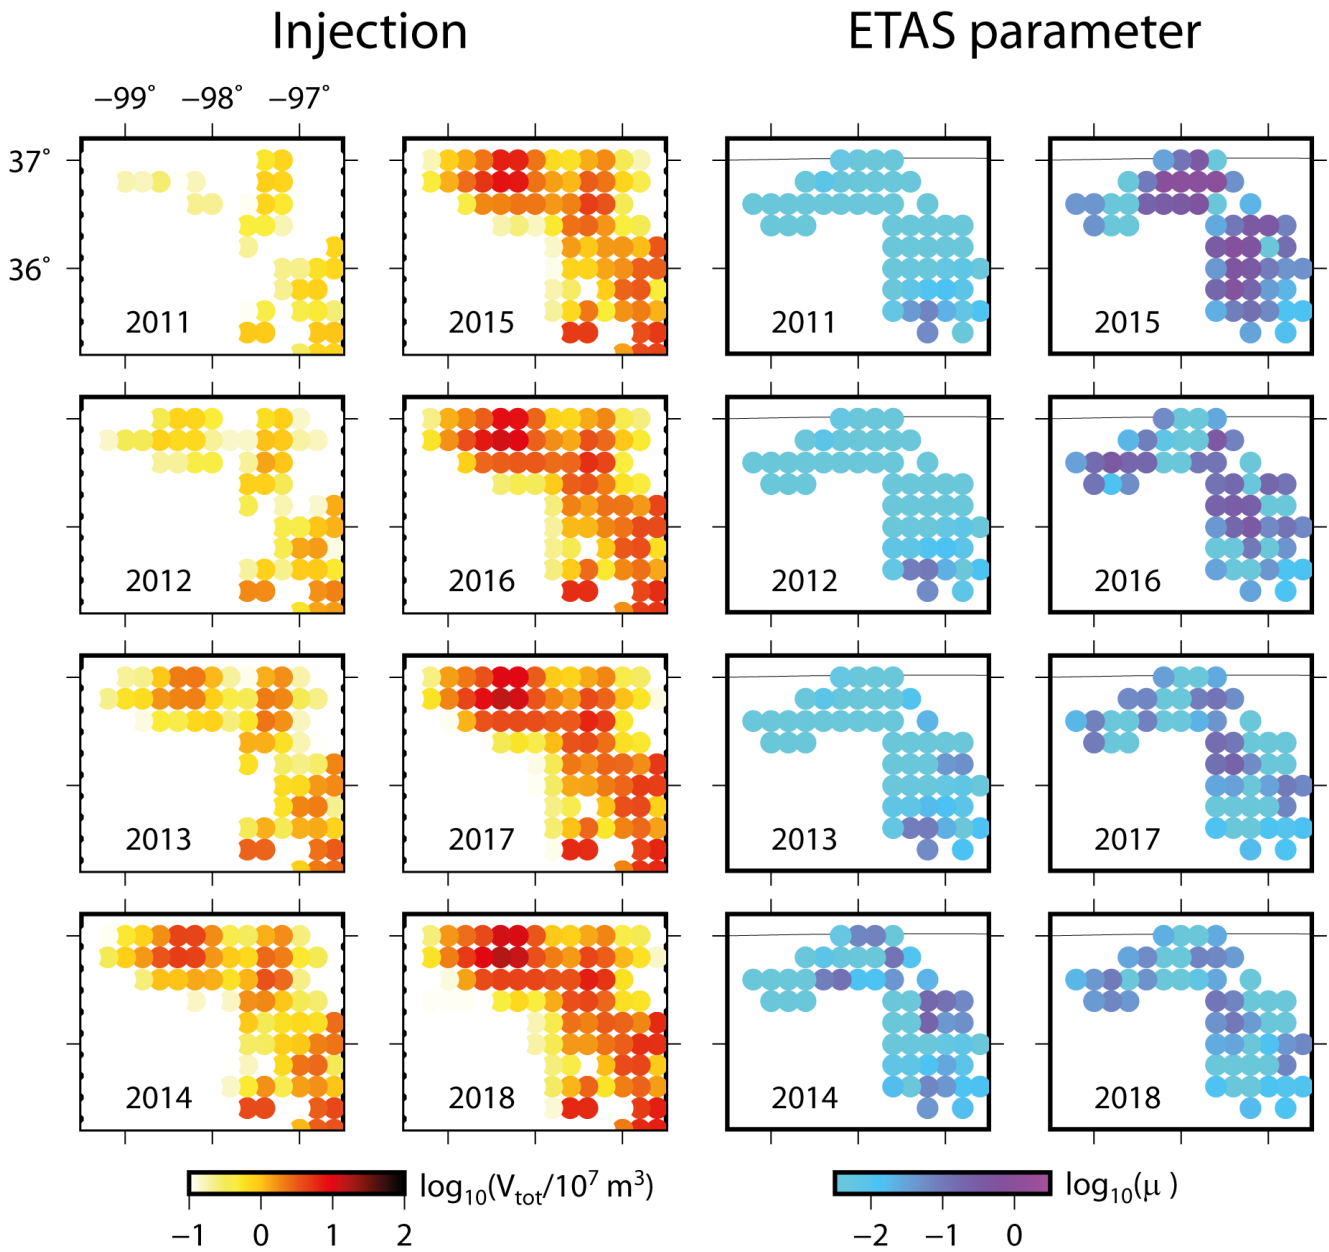 Injection ETAS parameter
−99° −98° −97°
37°
36°
2011 2015 2011 2015
2012 2016 2012 2016
2013 2017 2013 2017
2014 2018 2014 2018
log₁₀(Vₜₒₜ/10⁷ m³) log₁₀(μ )
−1 0 1 2 −2 −1 0